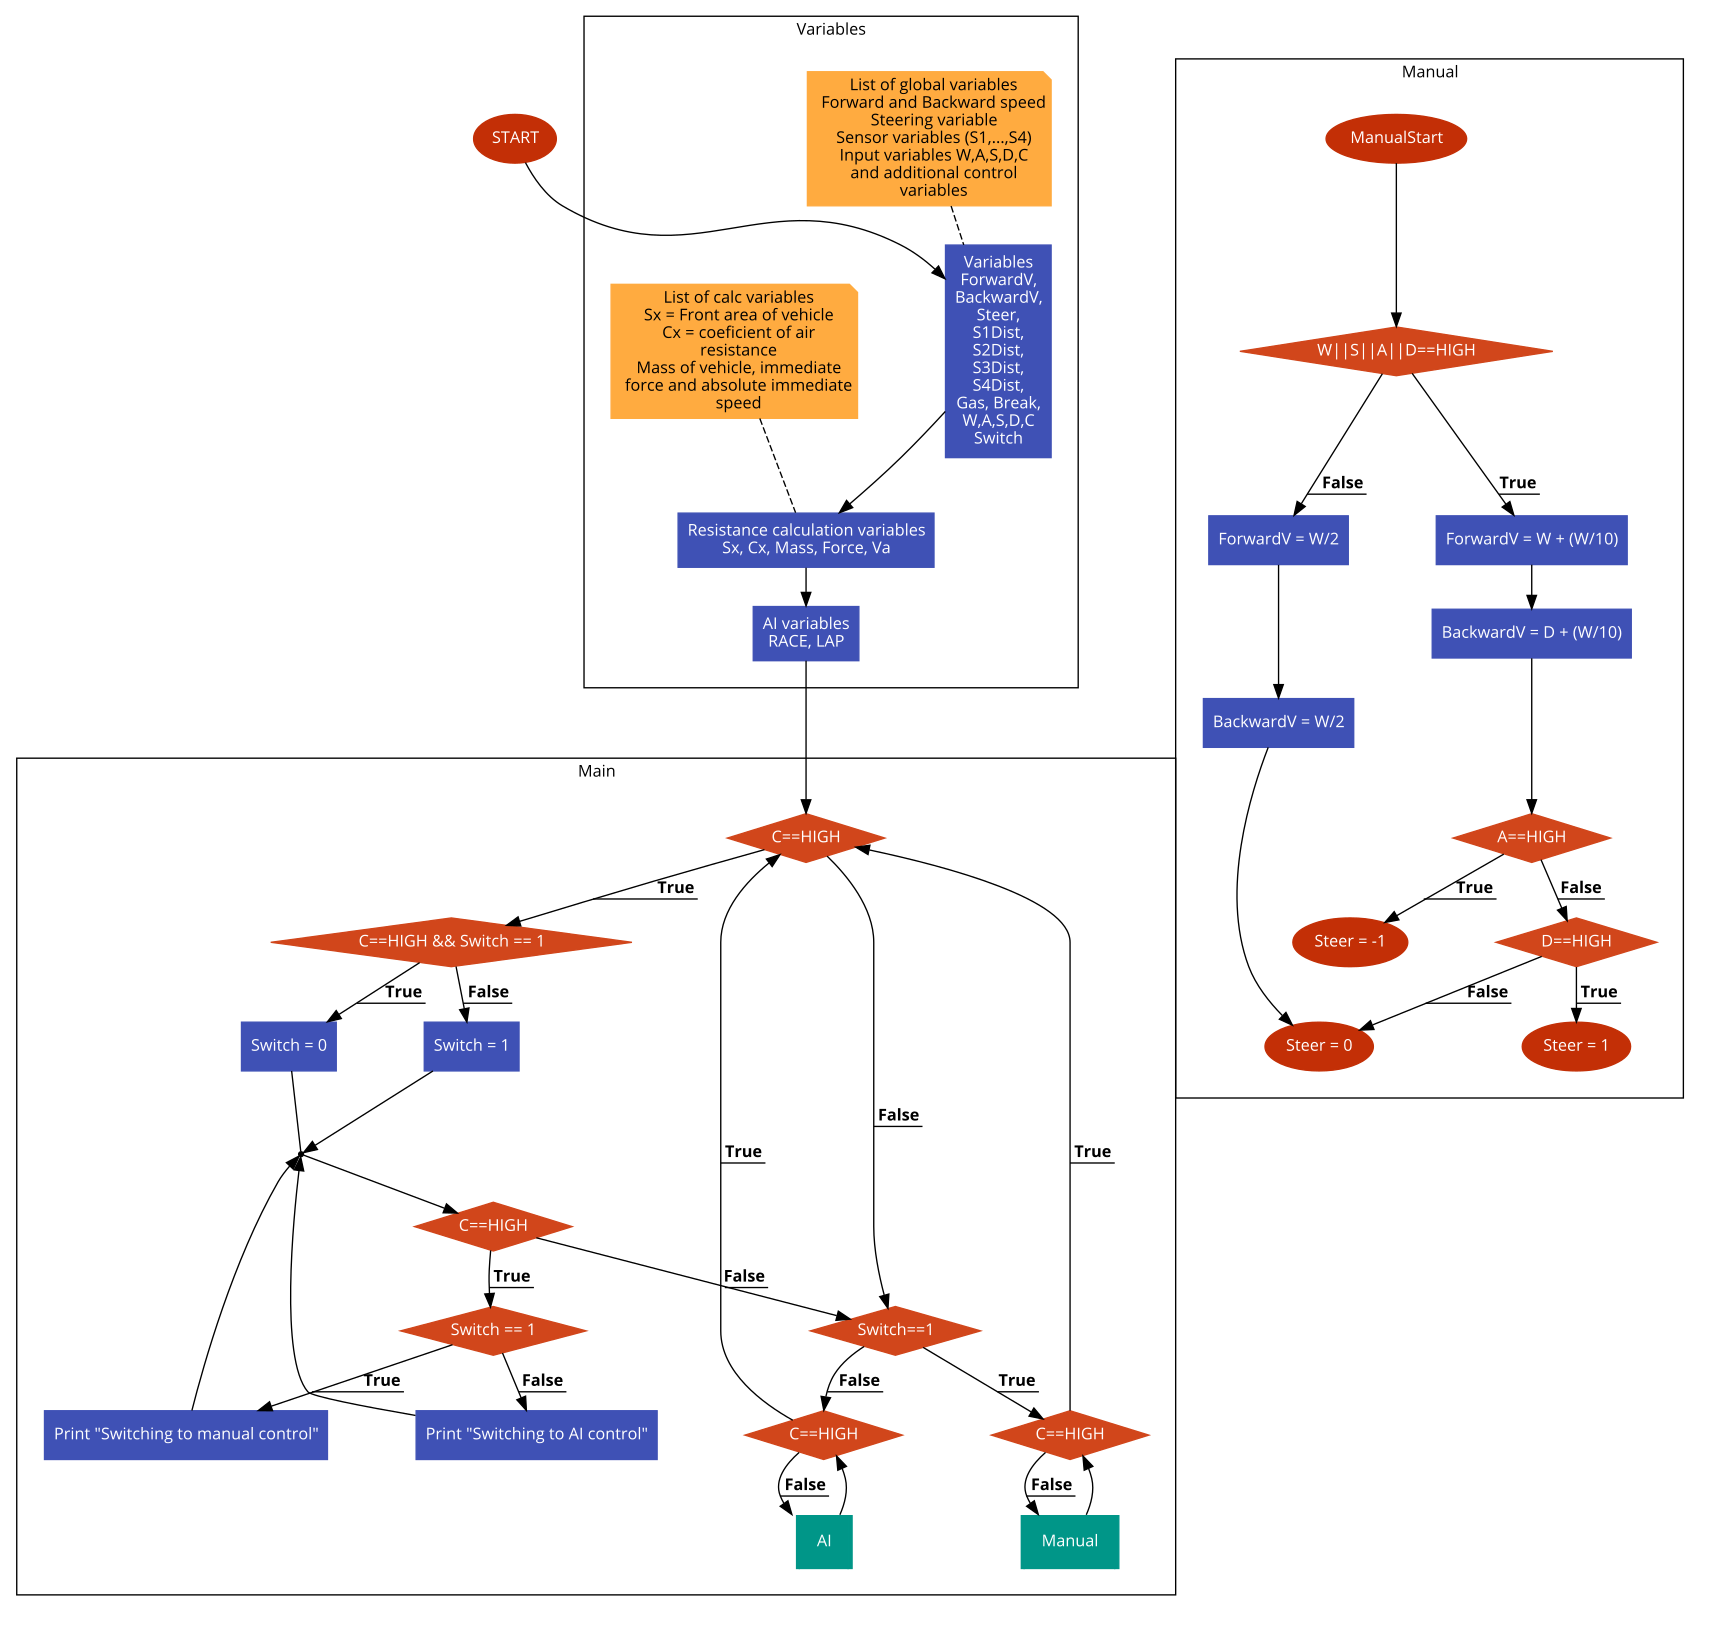 Variables
List of global variables
Forward and Backward speed
Steering variable
Sensor variables (S1,...,S4)
Input variables W,A,S,D,C
and additional control
variables
START
Variables
ForwardV,
BackwardV,
Steer,
S1Dist,
S2Dist,
S3Dist,
S4Dist,
Gas, Break,
W,A,S,D,C
Switch
List of calc variables
Sx = Front area of vehicle
Cx = coeficient of air
resistance
Mass of vehicle, immediate
force and absolute immediate
speed
Resistance calculation variables
Sx, Cx, Mass, Force, Va
AI variables
RACE, LAP
Main
C==HIGH
True
C==HIGH && Switch == 1
True
False
Switch = 0
Switch = 1
False
True
True
C==HIGH
True
False
Switch == 1
Switch==1
True
False
False
True
Print "Switching to manual control"
Print "Switching to AI control"
C==HIGH
C==HIGH
False
False
AI
Manual
Manual
ManualStart
W||S||A||D==HIGH
False
True
ForwardV = W/2
ForwardV = W + (W/10)
BackwardV = D + (W/10)
BackwardV = W/2
A==HIGH
True
False
Steer = -1
D==HIGH
False
True
Steer = 0
Steer = 1